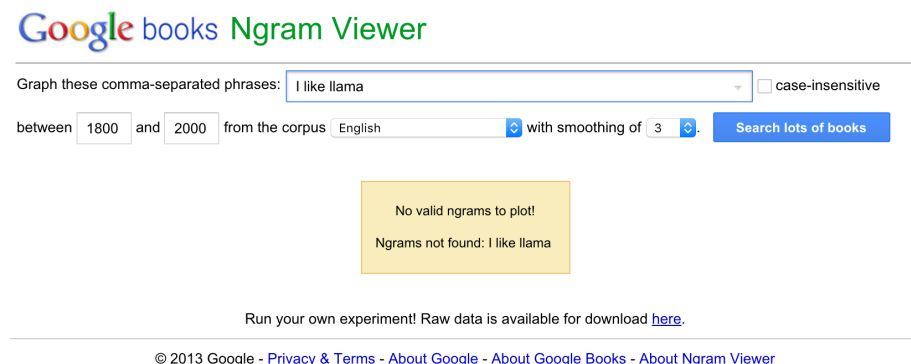 Google books Ngram Viewer
Graph these comma-separated phrases: I like llama case-insensitive
between 1800 and 2000 from the corpus English with smoothing of 3 . Search lots of books
No valid ngrams to plot!
Ngrams not found: I like llama
Run your own experiment! Raw data is available for download here.
© 2013 Google - Privacy & Terms - About Google - About Google Books - About Ngram Viewer